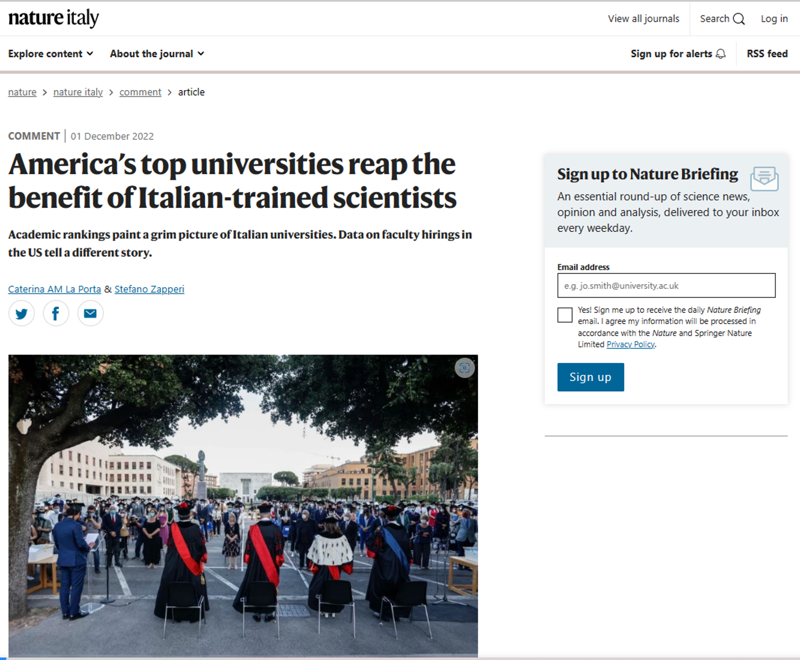 nature italy
View all journals
Search
Log in
Explore content
About the journal
Sign up for alerts
RSS feed
nature > nature italy > comment > article
COMMENT | 01 December 2022
America's top universities reap the
benefit of Italian-trained scientists
Academic rankings paint a grim picture of Italian universities. Data on faculty hirings in
the US tell a different story.
Caterina AM La Porta & Stefano Zapperi
Sign up to Nature Briefing
An essential round-up of science news,
opinion and analysis, delivered to your inbox
every weekday.
Email address
e.g. jo.smith@university.ac.uk
Yes! Sign me up to receive the daily Nature Briefing
email. I agree my information will be processed in
accordance with the Nature and Springer Nature
Limited Privacy Policy.
Sign up